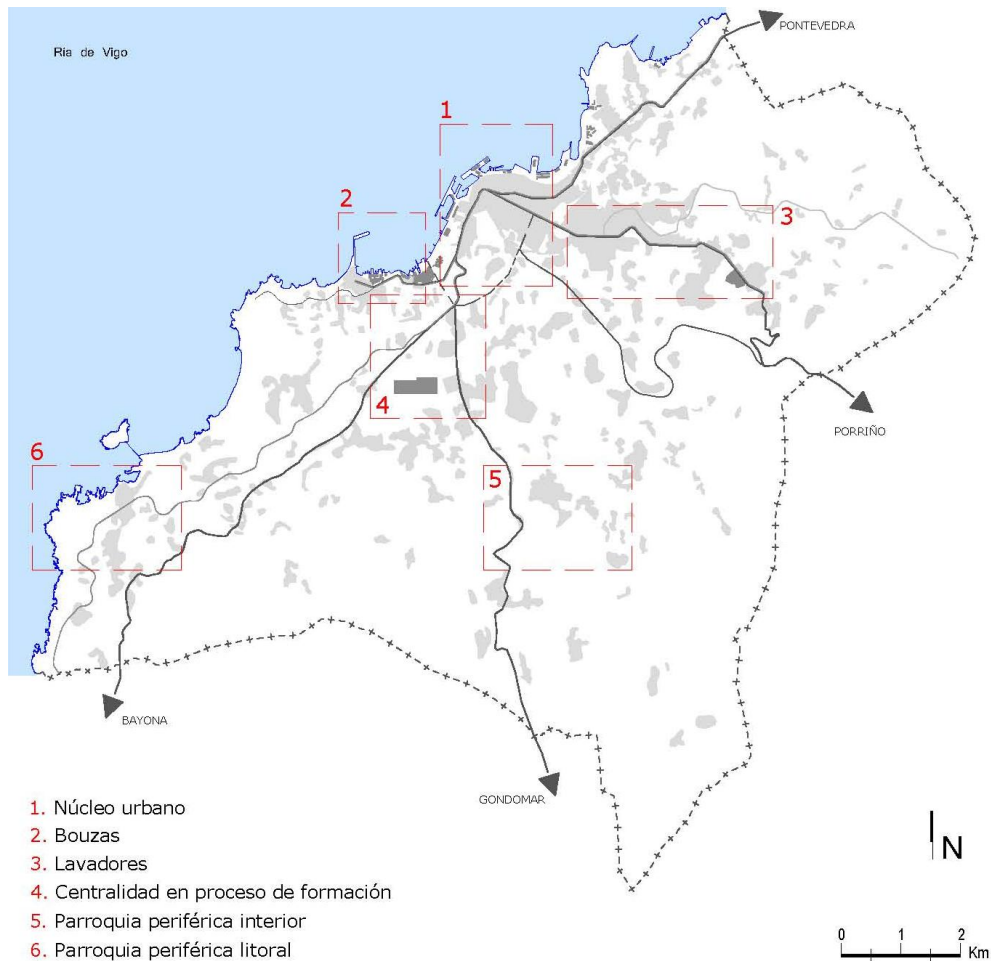 Ria de Vigo
PONTEVEDRA
1
2
3
4
PORRIÑO
6
5
BAYONA
GONDOMAR
1. Núcleo urbano
2. Bouzas
3. Lavadores
4. Centralidad en proceso de formación
5. Parroquia periférica interior
6. Parroquia periférica litoral
N
0 1 2
Km